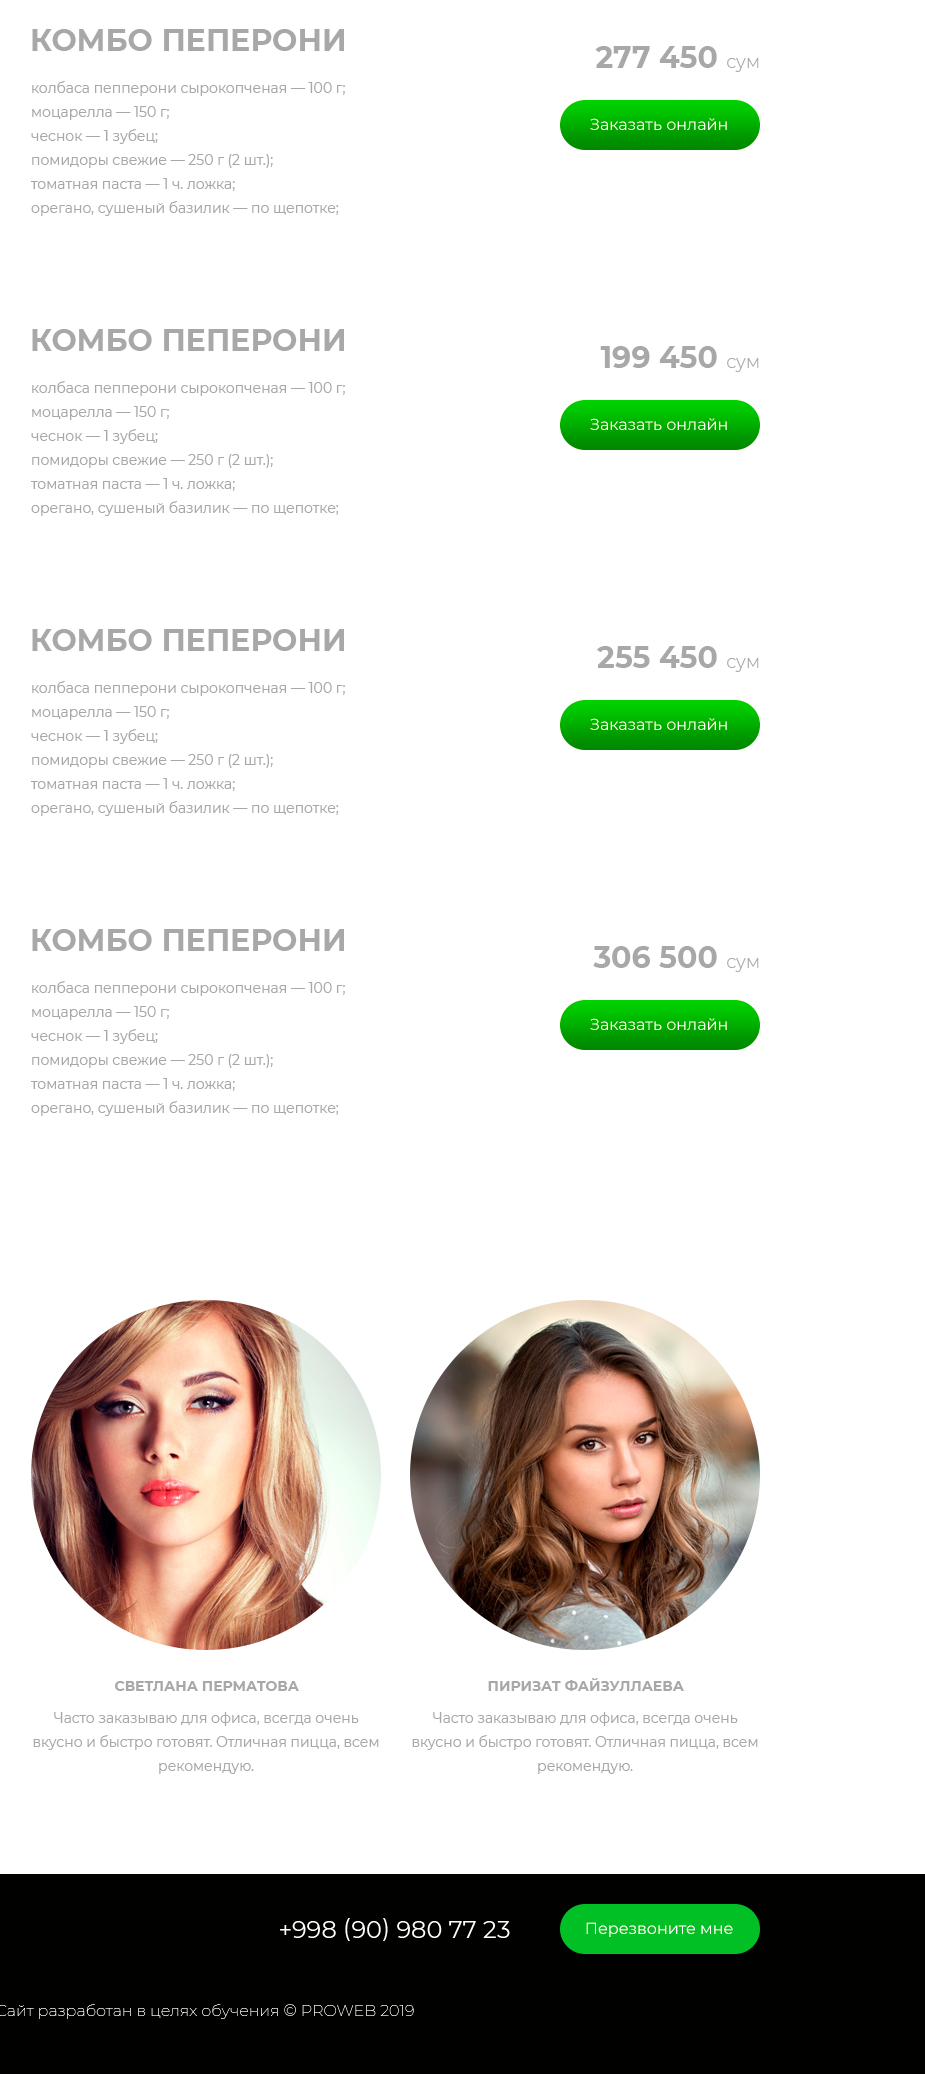 КОМБО ПЕПЕРОНИ
277 450 сум
колбаса пепперони сырокопченая — 100 г;
моцарелла — 150 г;
Заказать онлайн
чеснок — 1 зубец;
помидоры свежие — 250 г (2 шт.);
томатная паста — 1 ч. ложка;
орегано, сушеный базилик — по щепотке;
КОМБО ПЕПЕРОНИ
199 450 сум
колбаса пепперони сырокопченая — 100 г;
моцарелла — 150 г;
Заказать онлайн
чеснок — 1 зубец;
помидоры свежие — 250 г (2 шт.);
томатная паста — 1 ч. ложка;
орегано, сушеный базилик — по щепотке;
КОМБО ПЕПЕРОНИ
255 450 сум
колбаса пепперони сырокопченая — 100 г;
моцарелла — 150 г;
Заказать онлайн
чеснок — 1 зубец;
помидоры свежие — 250 г (2 шт.);
томатная паста — 1 ч. ложка;
орегано, сушеный базилик — по щепотке;
КОМБО ПЕПЕРОНИ
306 500 сум
колбаса пепперони сырокопченая — 100 г;
моцарелла — 150 г;
Заказать онлайн
чеснок — 1 зубец;
помидоры свежие — 250 г (2 шт.);
томатная паста — 1 ч. ложка;
орегано, сушеный базилик — по щепотке;
СВЕТЛАНА ПЕРМАТОВА
Часто заказываю для офиса, всегда очень
вкусно и быстро готовят. Отличная пицца, всем
рекомендую.
ПИРИЗАТ ФАЙЗУЛЛАЕВА
Часто заказываю для офиса, всегда очень
вкусно и быстро готовят. Отличная пицца, всем
рекомендую.
+998 (90) 980 77 23
Перезвоните мне
Сайт разработан в целях обучения © PROWEB 2019